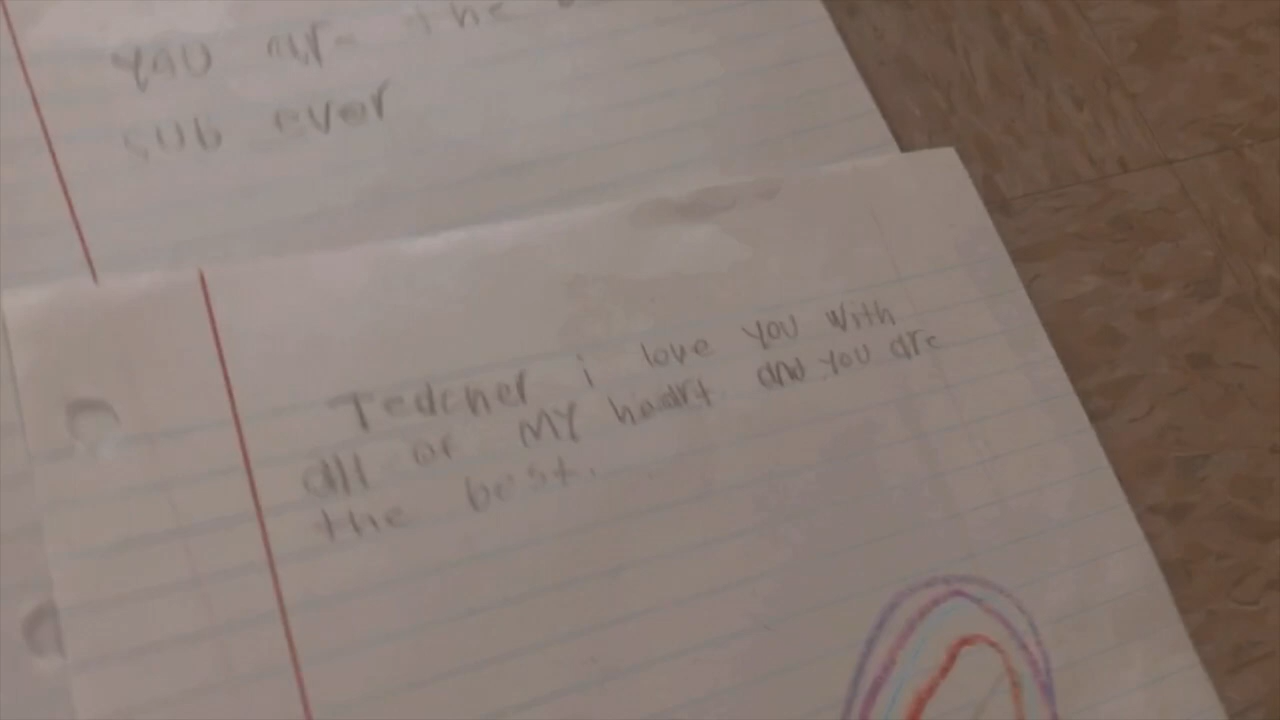 you are the
sub ever
Teacher i love you with
all of my heart and you are
the best.